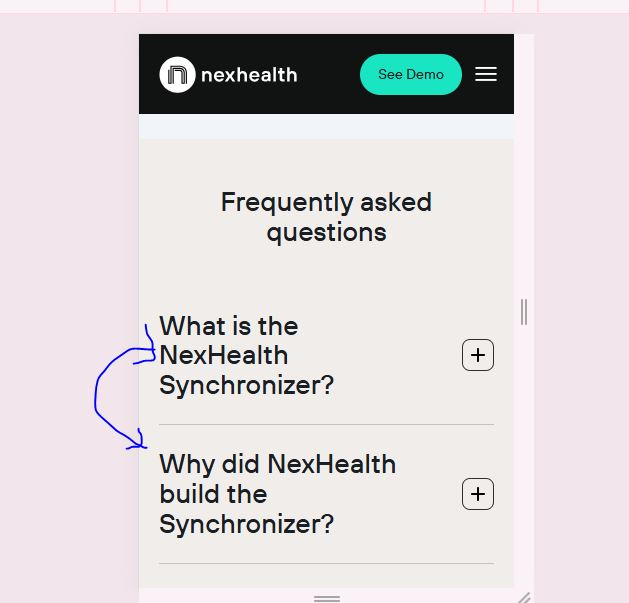 nexhealth
See Demo
Frequently asked
questions
What is the
NexHealth
Synchronizer?
Why did NexHealth
build the
Synchronizer?